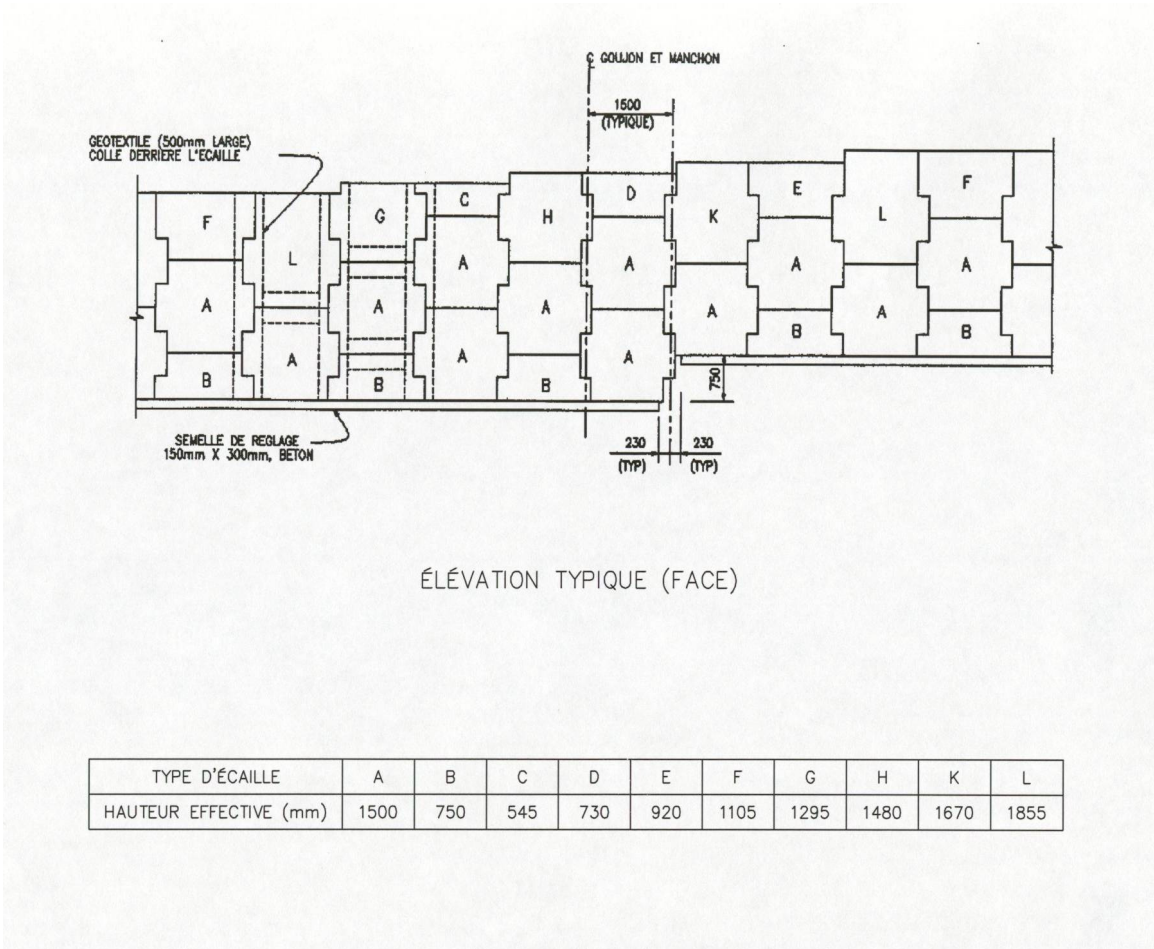 ℄ GOUJON ET MANCHON
1500
(TYPIQUE)
GEOTEXTILE (500mm LARGE)
COLLE DERRIERE L'ECAILLE
F
L
G
C
H
D
K
E
L
F
A
A
A
A
A
A
A
B
A
B
A
B
A
A
B
A
B
750
SEMELLE DE REGLAGE
150mm X 300mm, BETON
230
(TYP)
230
(TYP)
ÉLÉVATION TYPIQUE (FACE)
TYPE D'ÉCAILLE A B C D E F G H K L
HAUTEUR EFFECTIVE (mm) 1500 750 545 730 920 1105 1295 1480 1670 1855